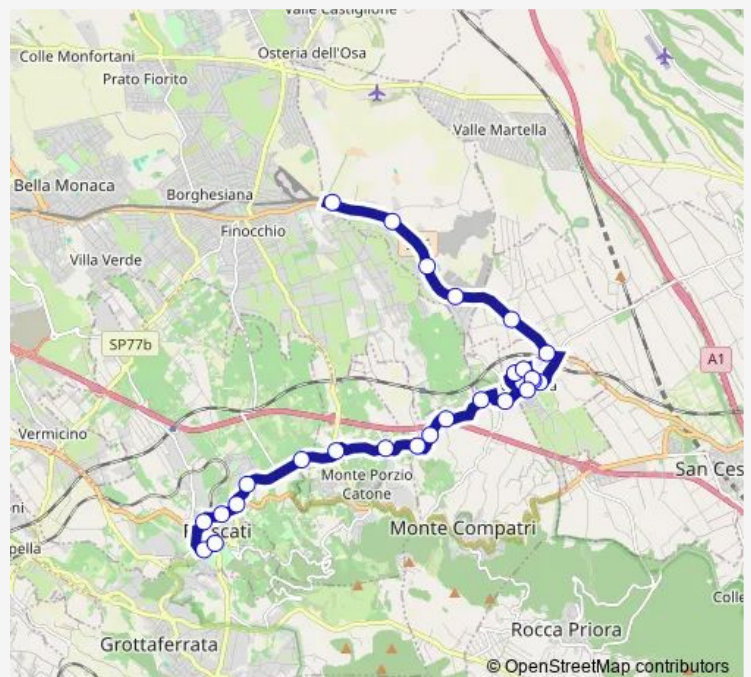 Valle Castiglione
Colle Monfortani
Osteria dell'Osa
Prato Fiorito
Valle Martella
Bella Monaca
Borghesiana
Finocchio
Villa Verde
SP77b
A1
Vermicino
Monte Porzio
Catone
San Ces
Monte Compatri
Colle
Rocca Priora
Grottaferrata
© OpenStreetMap contributors